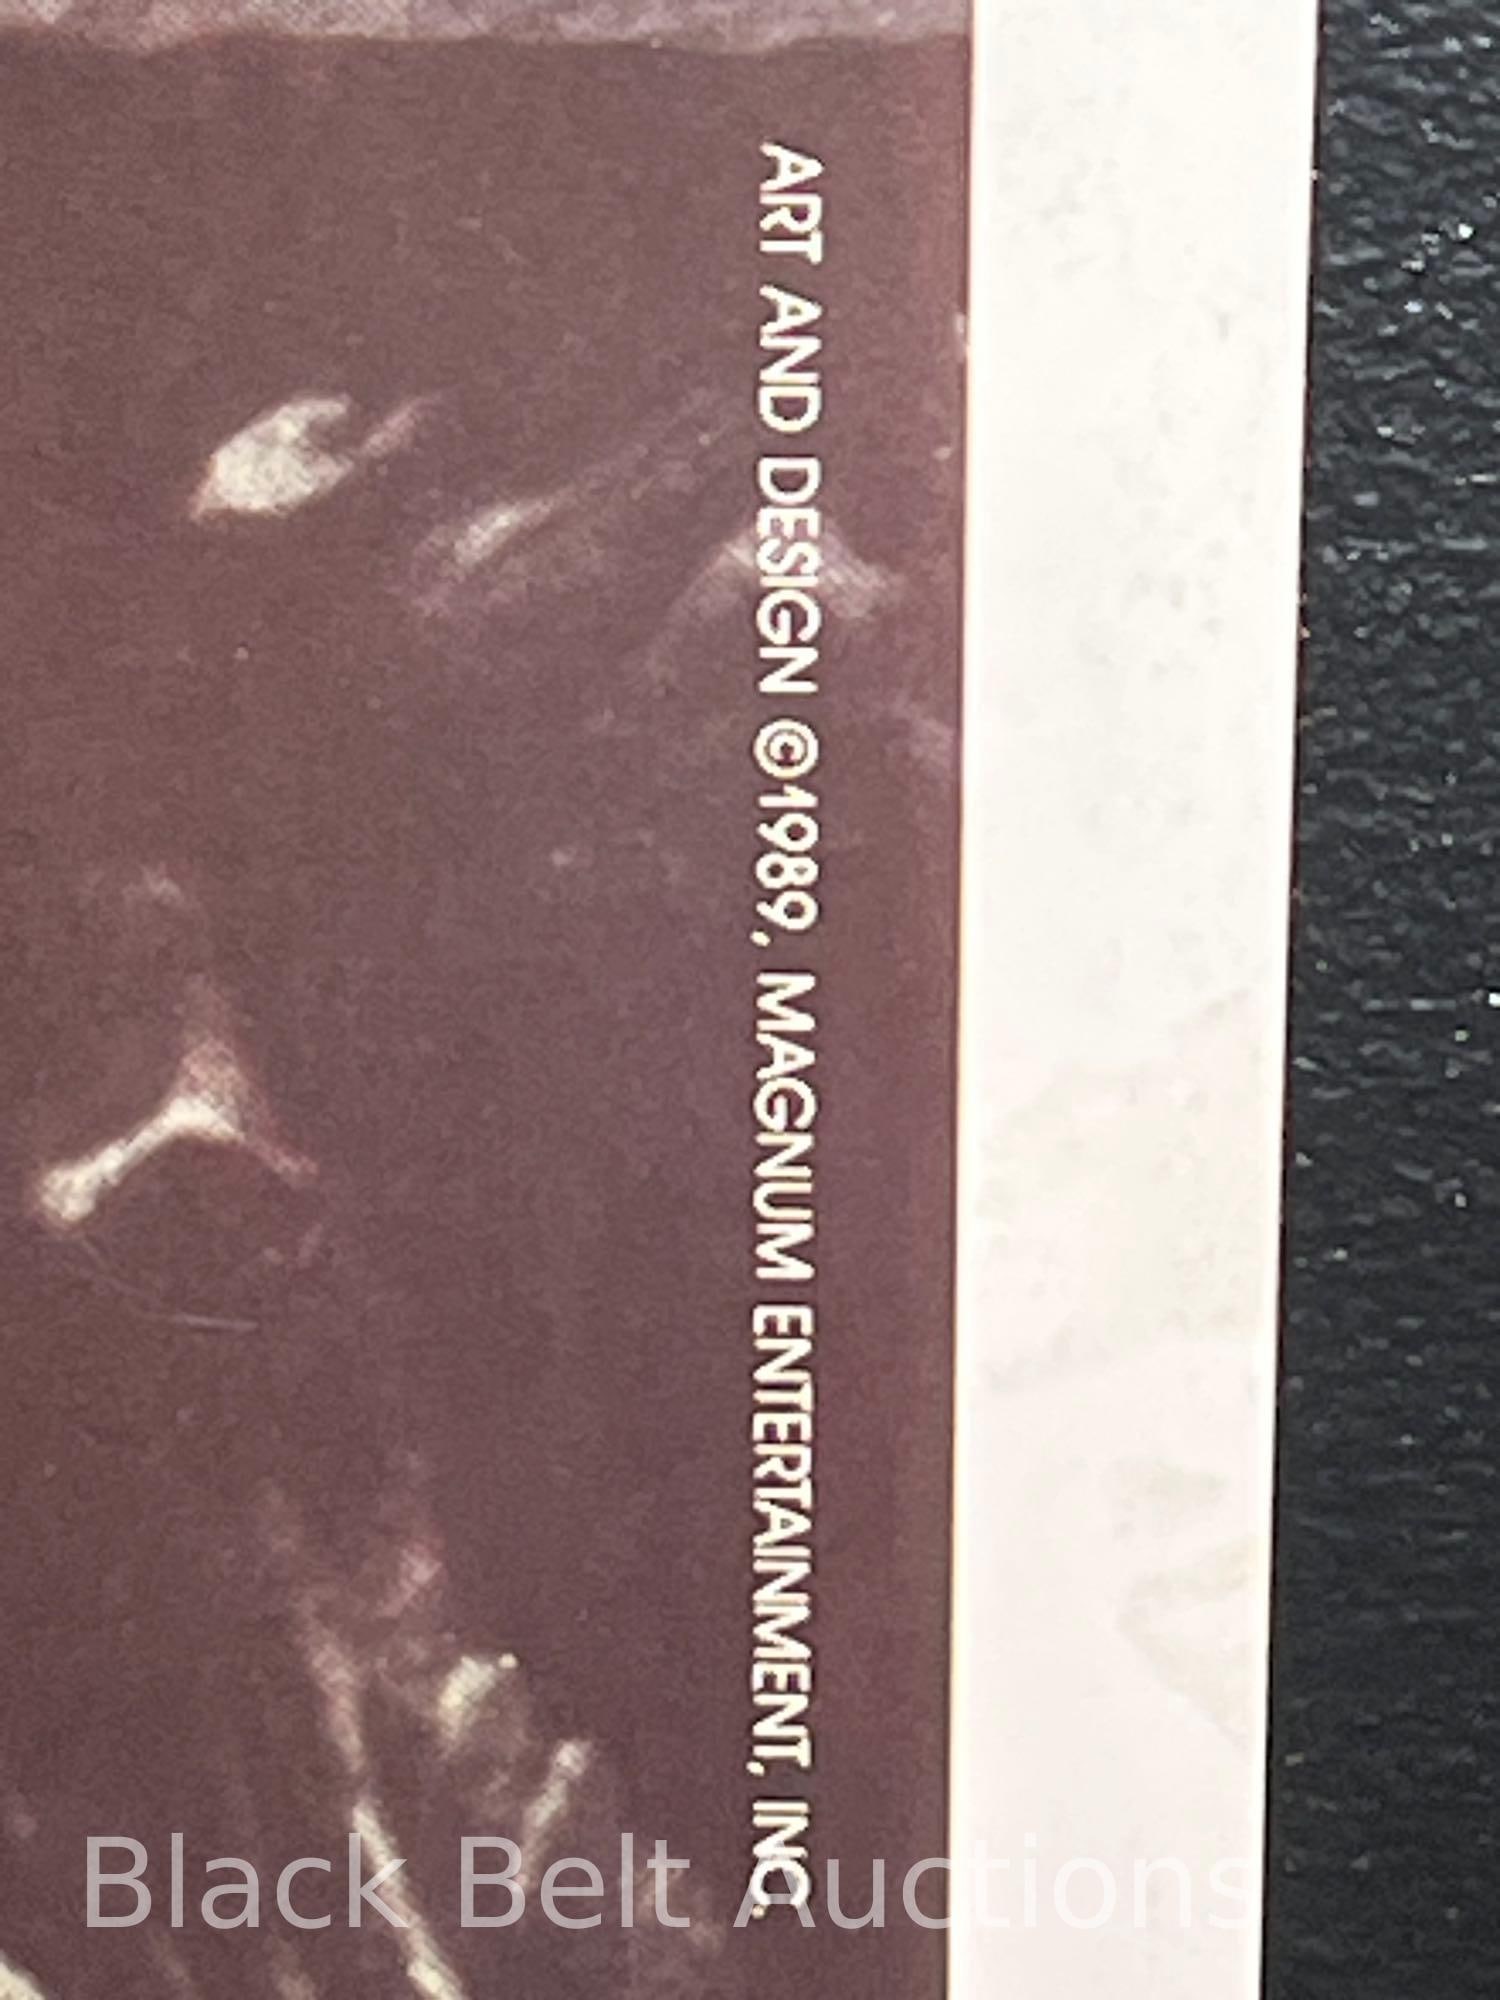 ART AND DESIGN ©1989, MAGNUM ENTERTAINMENT, INC.
Black Belt Auctions